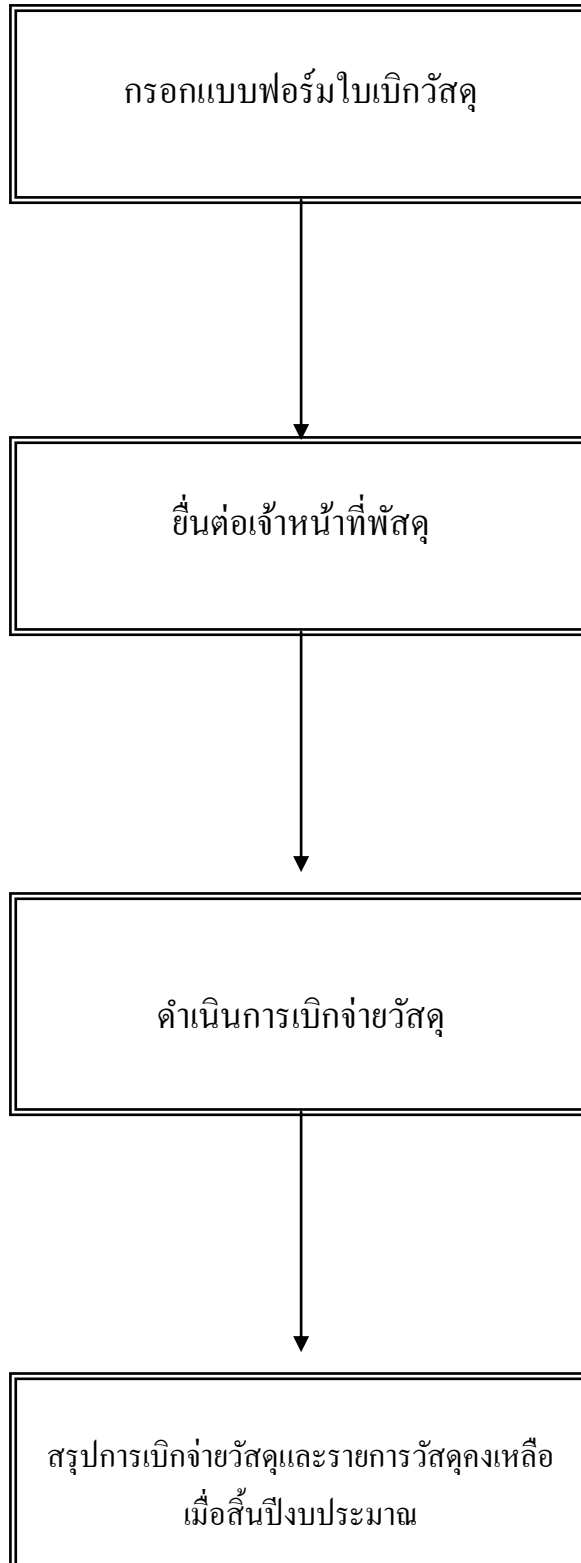 กรอกแบบฟอร์มใบเบิกวัสดุ
ยื่นต่อเจ้าหน้าที่พัสดุ
ดำเนินการเบิกจ่ายวัสดุ
สรุปการเบิกจ่ายวัสดุและรายการวัสดุคงเหลือ
เมื่อสิ้นปีงบประมาณ